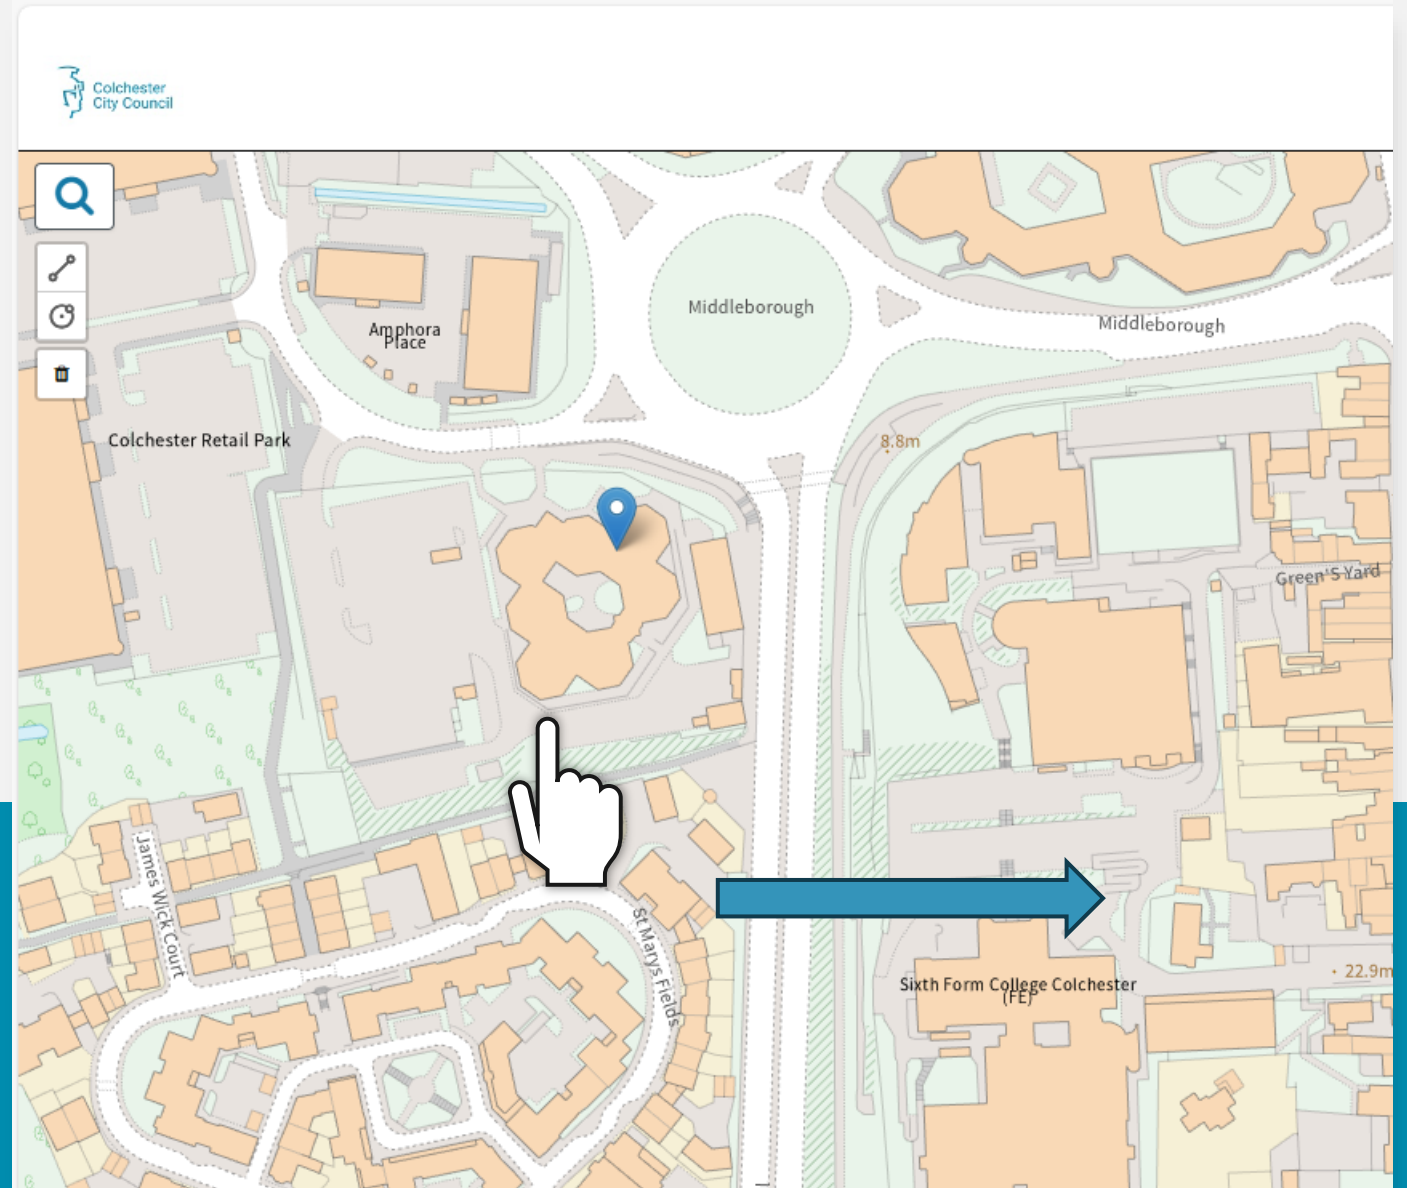 Colchester
City Council
Middleborough
Middleborough
Amphora
Place
Colchester Retail Park
8.8m
Green'S Yard
James Wick Court
St Marys Fields
22.9m
Sixth Form College Colchester
(FE)